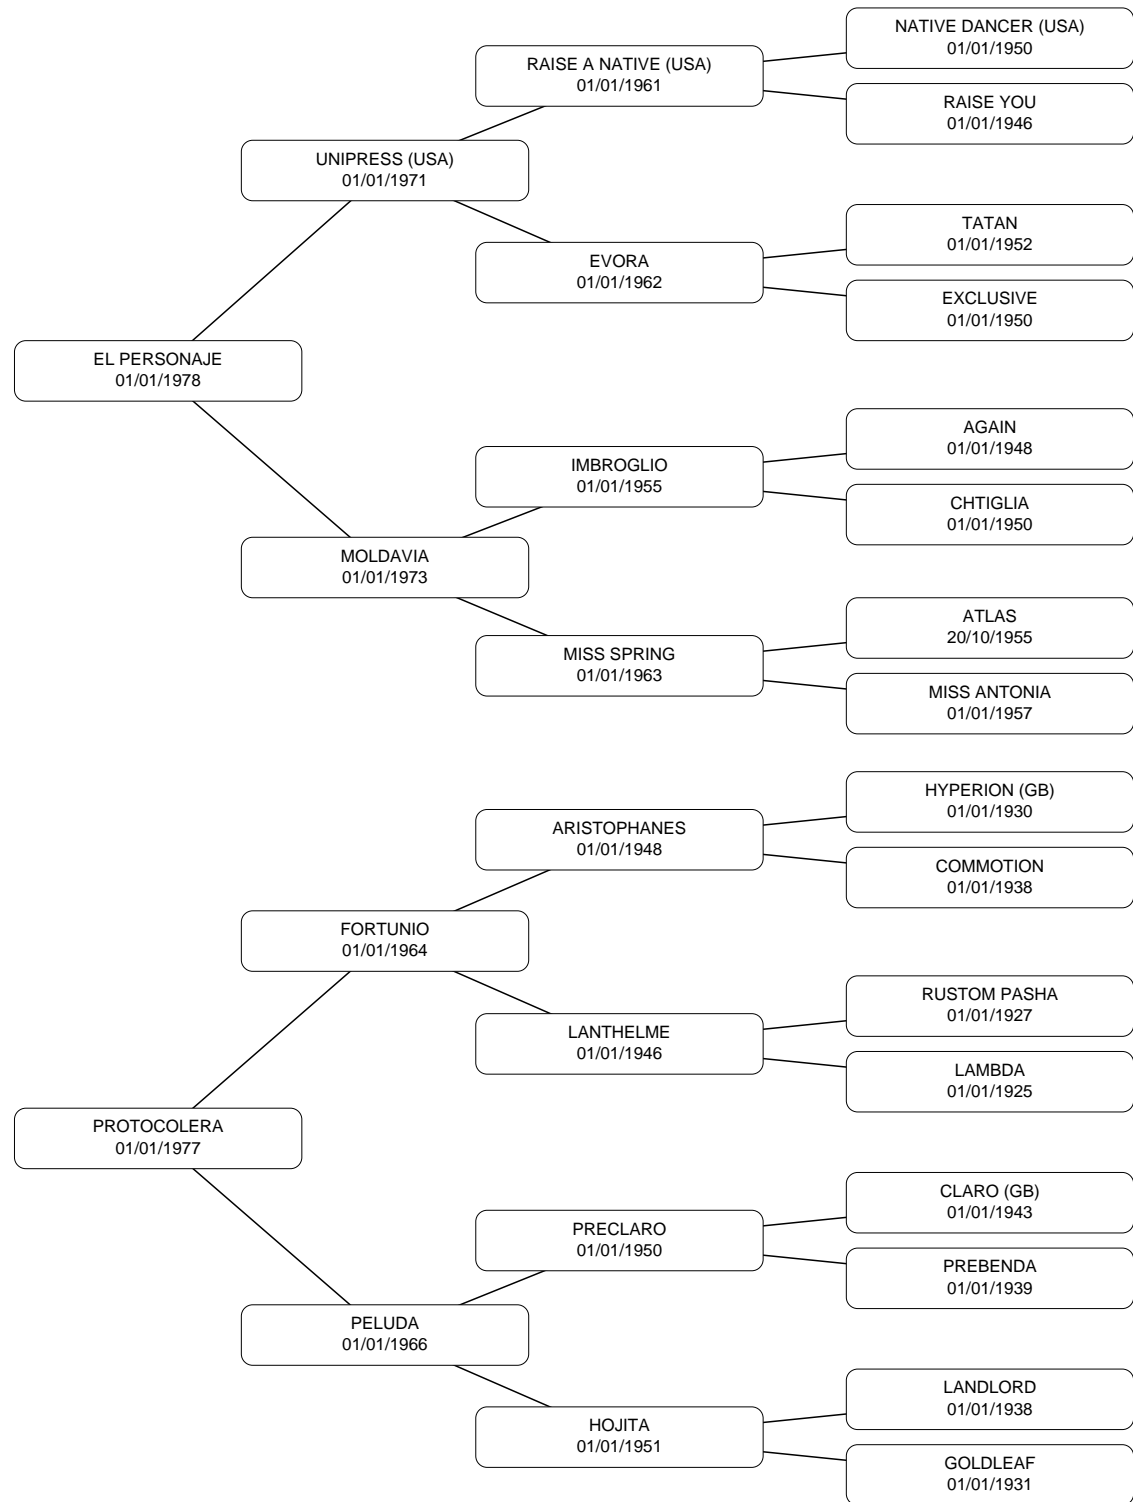 NATIVE DANCER (USA)
01/01/1950
RAISE A NATIVE (USA)
01/01/1961
RAISE YOU
01/01/1946
UNIPRESS (USA)
01/01/1971
TATAN
01/01/1952
EVORA
01/01/1962
EXCLUSIVE
01/01/1950
EL PERSONAJE
01/01/1978
AGAIN
01/01/1948
IMBROGLIO
01/01/1955
CHTIGLIA
01/01/1950
MOLDAVIA
01/01/1973
ATLAS
20/10/1955
MISS SPRING
01/01/1963
MISS ANTONIA
01/01/1957
HYPERION (GB)
01/01/1930
ARISTOPHANES
01/01/1948
COMMOTION
01/01/1938
FORTUNIO
01/01/1964
RUSTOM PASHA
01/01/1927
LANTHELME
01/01/1946
LAMBDA
01/01/1925
PROTOCOLERA
01/01/1977
CLARO (GB)
01/01/1943
PRECLARO
01/01/1950
PREBENDA
01/01/1939
PELUDA
01/01/1966
LANDLORD
01/01/1938
HOJITA
01/01/1951
GOLDLEAF
01/01/1931